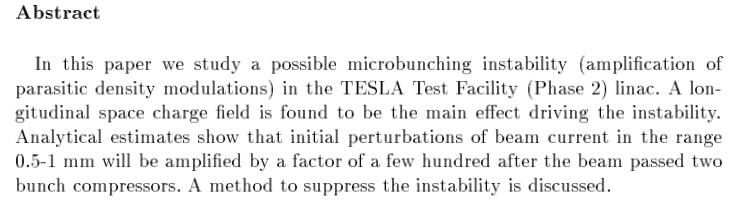 Abstract
In this paper we study a possible microbunching instability (amplification of
parasitic density modulations) in the TESLA Test Facility (Phase 2) linac. A lon-
gitudinal space charge field is found to be the main effect driving the instability.
Analytical estimates show that initial perturbations of beam current in the range
0.5-1 mm will be amplified by a factor of a few hundred after the beam passed two
bunch compressors. A method to suppress the instability is discussed.